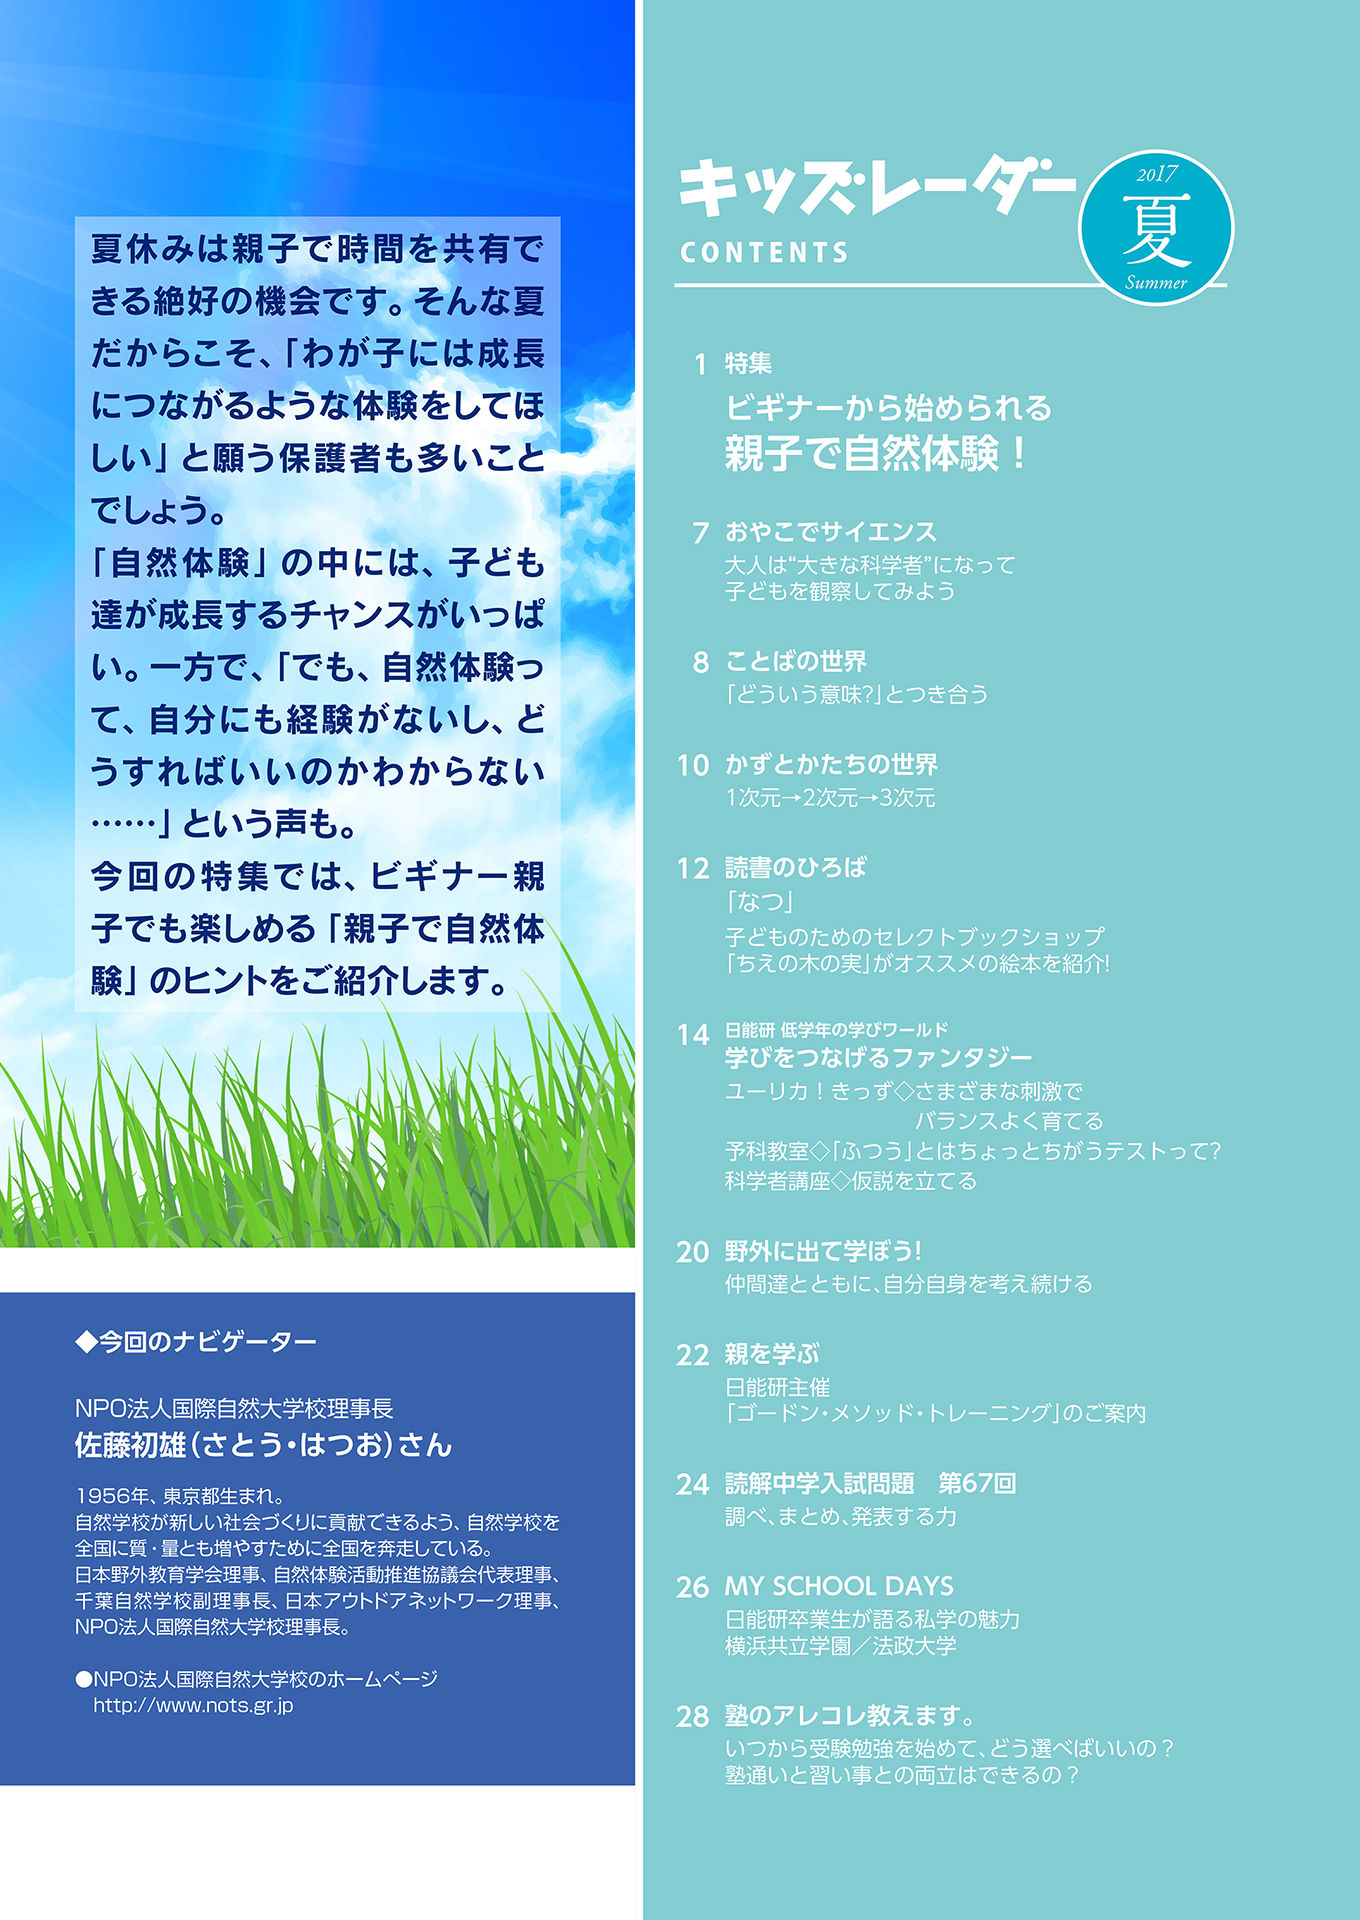 夏休みは親子で時間を共有で
きる絶好の機会です。そんな夏
だからこそ、「わが子には成長
につながるような体験をしてほ
しい」と願う保護者も多いこと
でしょう。
「自然体験」の中には、子ども
達が成長するチャンスがいっぱ
い。一方で、「でも、自然体験っ
て、自分にも経験がないし、ど
うすればいいのかわからない
……」という声も。
今回の特集では、ビギナー親
子でも楽しめる「親子で自然体
験」のヒントをご紹介します。
◆今回のナビゲーター
NPO法人国際自然大学校理事長
佐藤初雄(さとう・はつお)さん
1956年、東京都生まれ。
自然学校が新しい社会づくりに貢献できるよう、自然学校を
全国に質・量とも増やすために全国を奔走している。
日本野外教育学会理事、自然体験活動推進協議会代表理事、
千葉自然学校副理事長、日本アウトドアネットワーク理事、
NPO法人国際自然大学校理事長。
●NPO法人国際自然大学校のホームページ
http://www.nots.gr.jp
キッズレーダー
CONTENTS
2017
夏
Summer
1 特集
ビギナーから始められる
親子で自然体験！
7 おやこでサイエンス
大人は“大きな科学者”になって
子どもを観察してみよう
8 ことばの世界
「どういう意味?」とつき合う
10 かずとかたちの世界
1次元→2次元→3次元
12 読書のひろば
「なつ」
子どものためのセレクトブックショップ
「ちえの木の実」がオススメの絵本を紹介!
14 日能研 低学年の学びワールド
学びをつなげるファンタジー
ユーリカ！きっず◇さまざまな刺激で
バランスよく育てる
予科教室◇「ふつう」とはちょっとちがうテストって?
科学者講座◇仮説を立てる
20 野外に出て学ぼう!
仲間達とともに、自分自身を考え続ける
22 親を学ぶ
日能研主催
「ゴードン・メソッド・トレーニング」のご案内
24 読解中学入試問題　第67回
調べ、まとめ、発表する力
26 MY SCHOOL DAYS
日能研卒業生が語る私学の魅力
横浜共立学園／法政大学
28 塾のアレコレ教えます。
いつから受験勉強を始めて、どう選べばいいの？
塾通いと習い事との両立はできるの？